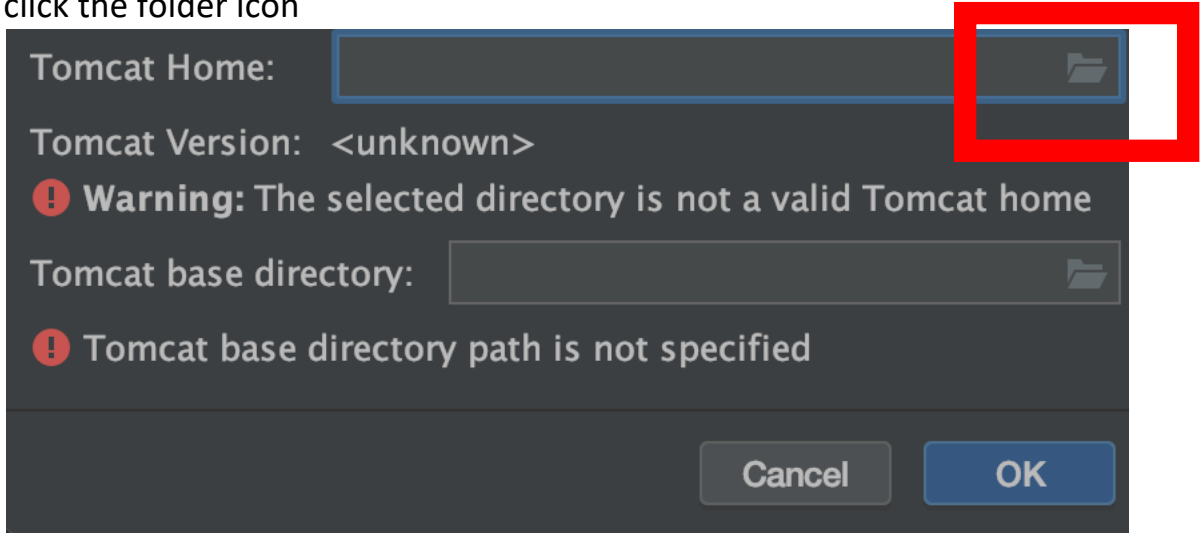 click the folder icon
Tomcat Home:
Tomcat Version: <unknown>
Warning: The selected directory is not a valid Tomcat home
Tomcat base directory:
Tomcat base directory path is not specified
Cancel OK